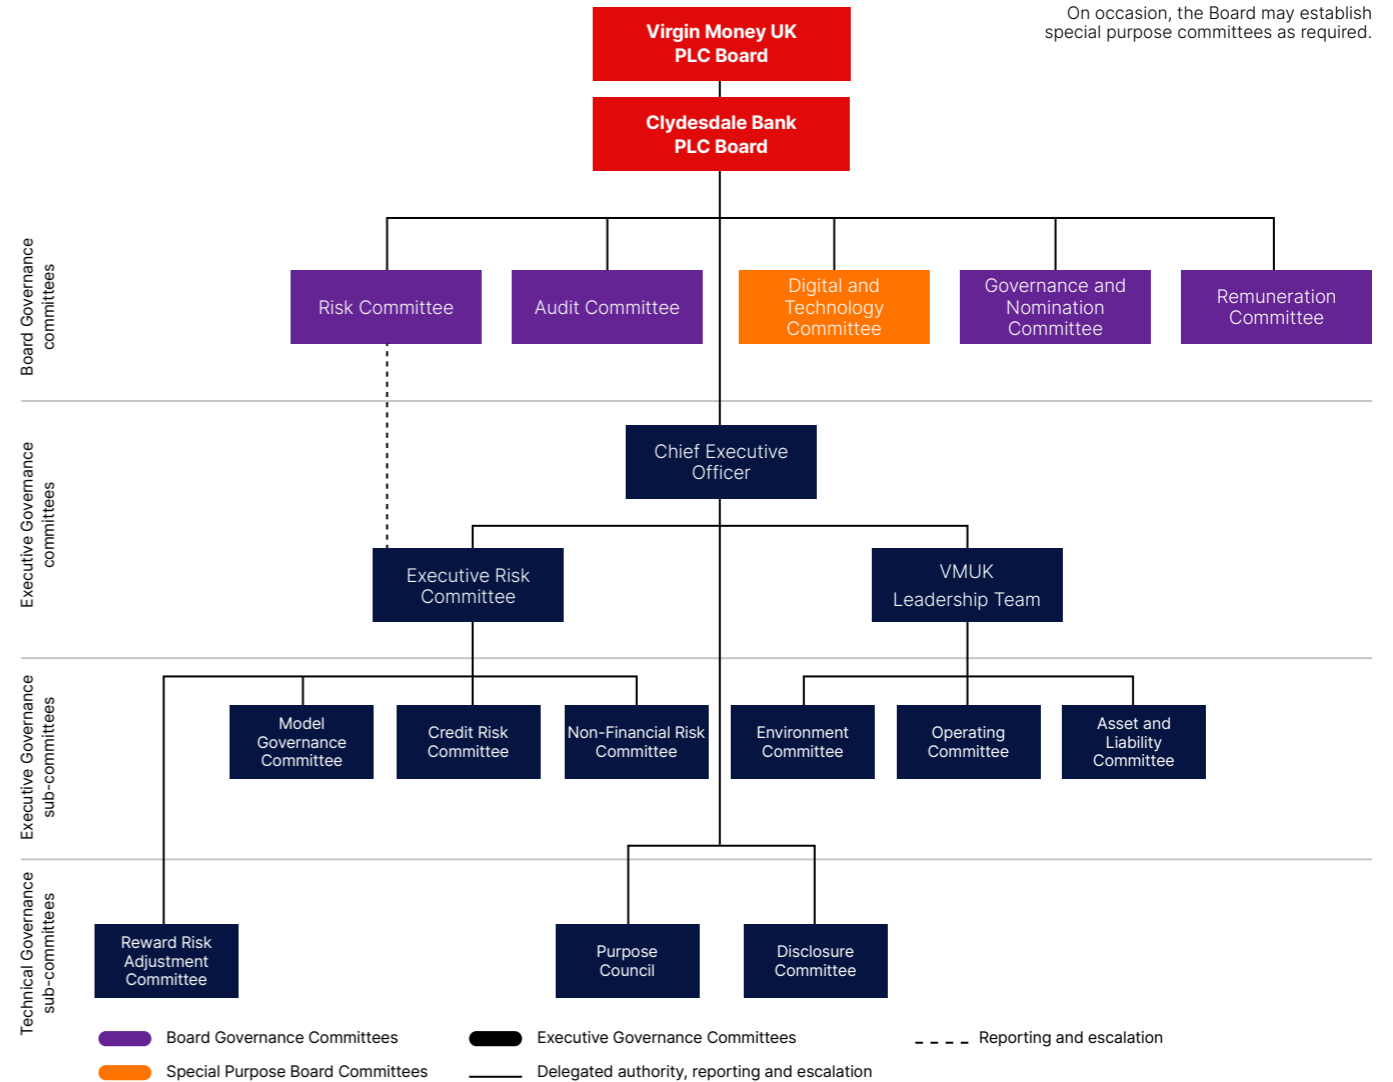 On occasion, the Board may establish
special purpose committees as required.
Virgin Money UK
PLC Board
Clydesdale Bank
PLC Board
Board Governance
committees
Risk Committee
Audit Committee
Digital and
Technology
Committee
Governance and
Nomination
Committee
Remuneration
Committee
Executive Governance
committees
Chief Executive
Officer
Executive Risk
Committee
VMUK
Leadership Team
Executive Governance
sub-committees
Model
Governance
Committee
Credit Risk
Committee
Non-Financial Risk
Committee
Environment
Committee
Operating
Committee
Asset and
Liability
Committee
Technical Governance
sub-committees
Reward Risk
Adjustment
Committee
Purpose
Council
Disclosure
Committee
Board Governance Committees
Executive Governance Committees
Reporting and escalation
Special Purpose Board Committees
Delegated authority, reporting and escalation